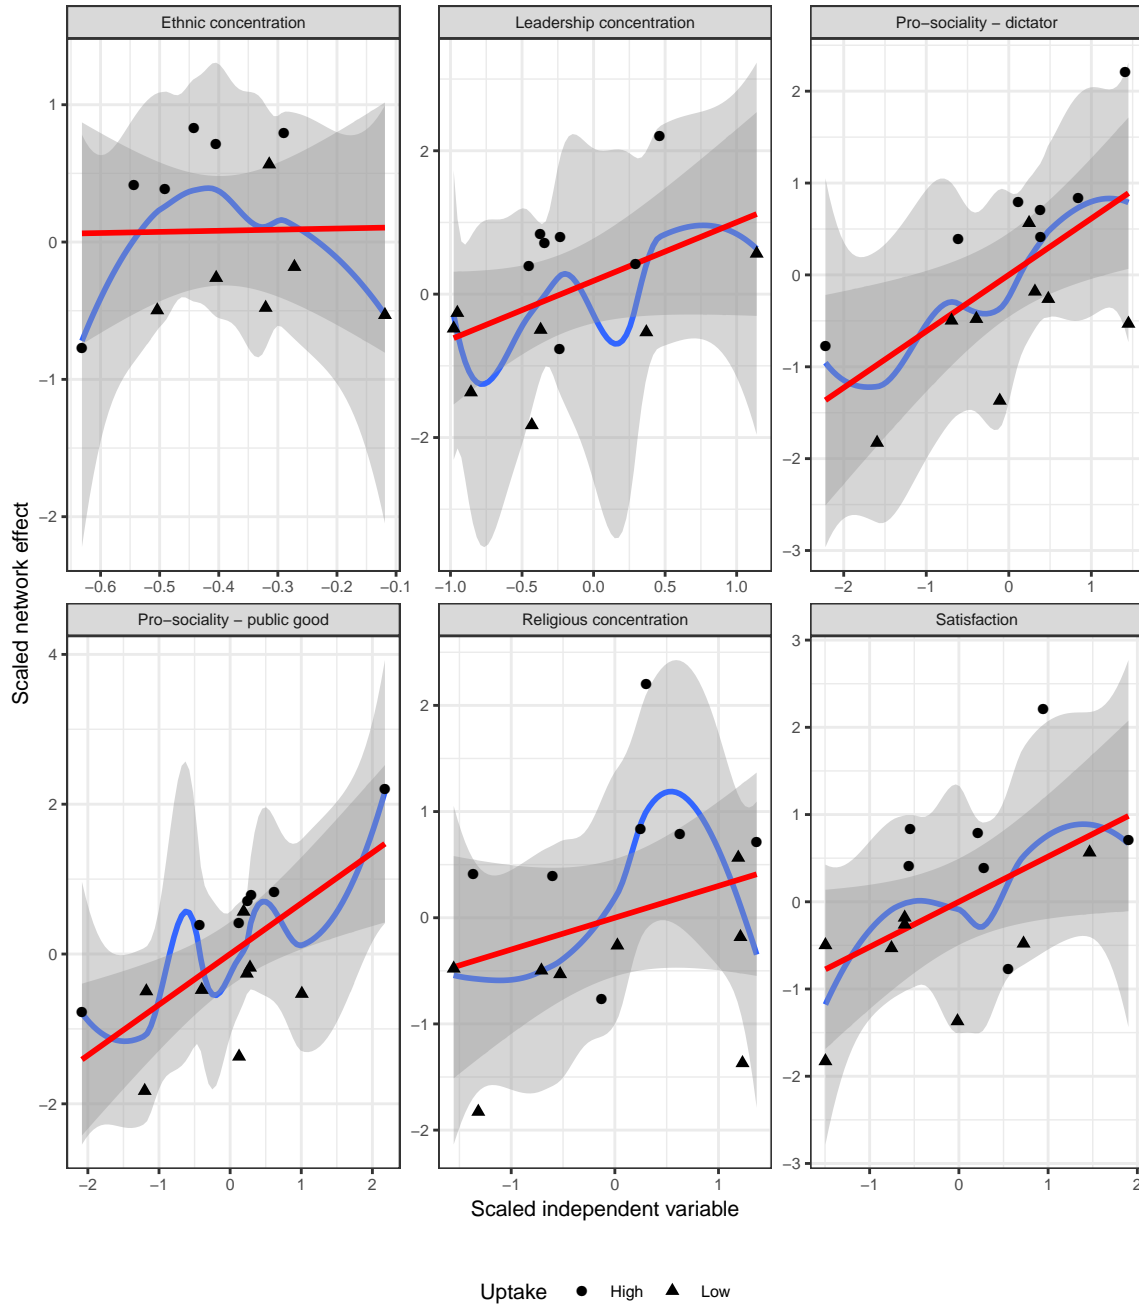 Ethnic concentration
Leadership concentration
Pro−sociality − dictator
1
0
−1
−2
2
0
−2
2
1
0
−1
−2
−3
−0.6 −0.5 −0.4 −0.3 −0.2 −0.1
−1.0 −0.5 0.0 0.5 1.0
−2 −1 0 1
Pro−sociality − public good
Religious concentration
Satisfaction
4
2
0
−2
2
1
0
−1
−2
3
2
1
0
−1
−2
−3
−2 −1 0 1 2
−1 0 1
−1 0 1 2
Scaled network effect
Scaled independent variable
Uptake High Low